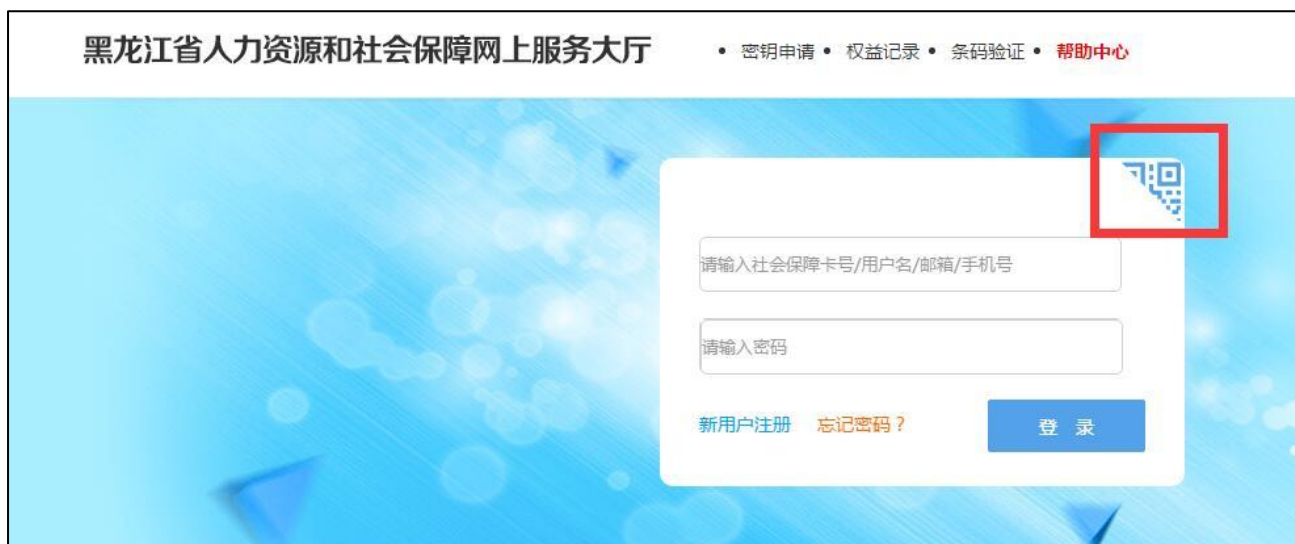 黑龙江省人力资源和社会保障网上服务大厅
• 密钥申请 • 权益记录 • 条码验证 • 帮助中心
请输入社会保障卡号/用户名/邮箱/手机号
请输入密码
新用户注册 忘记密码？
登 录